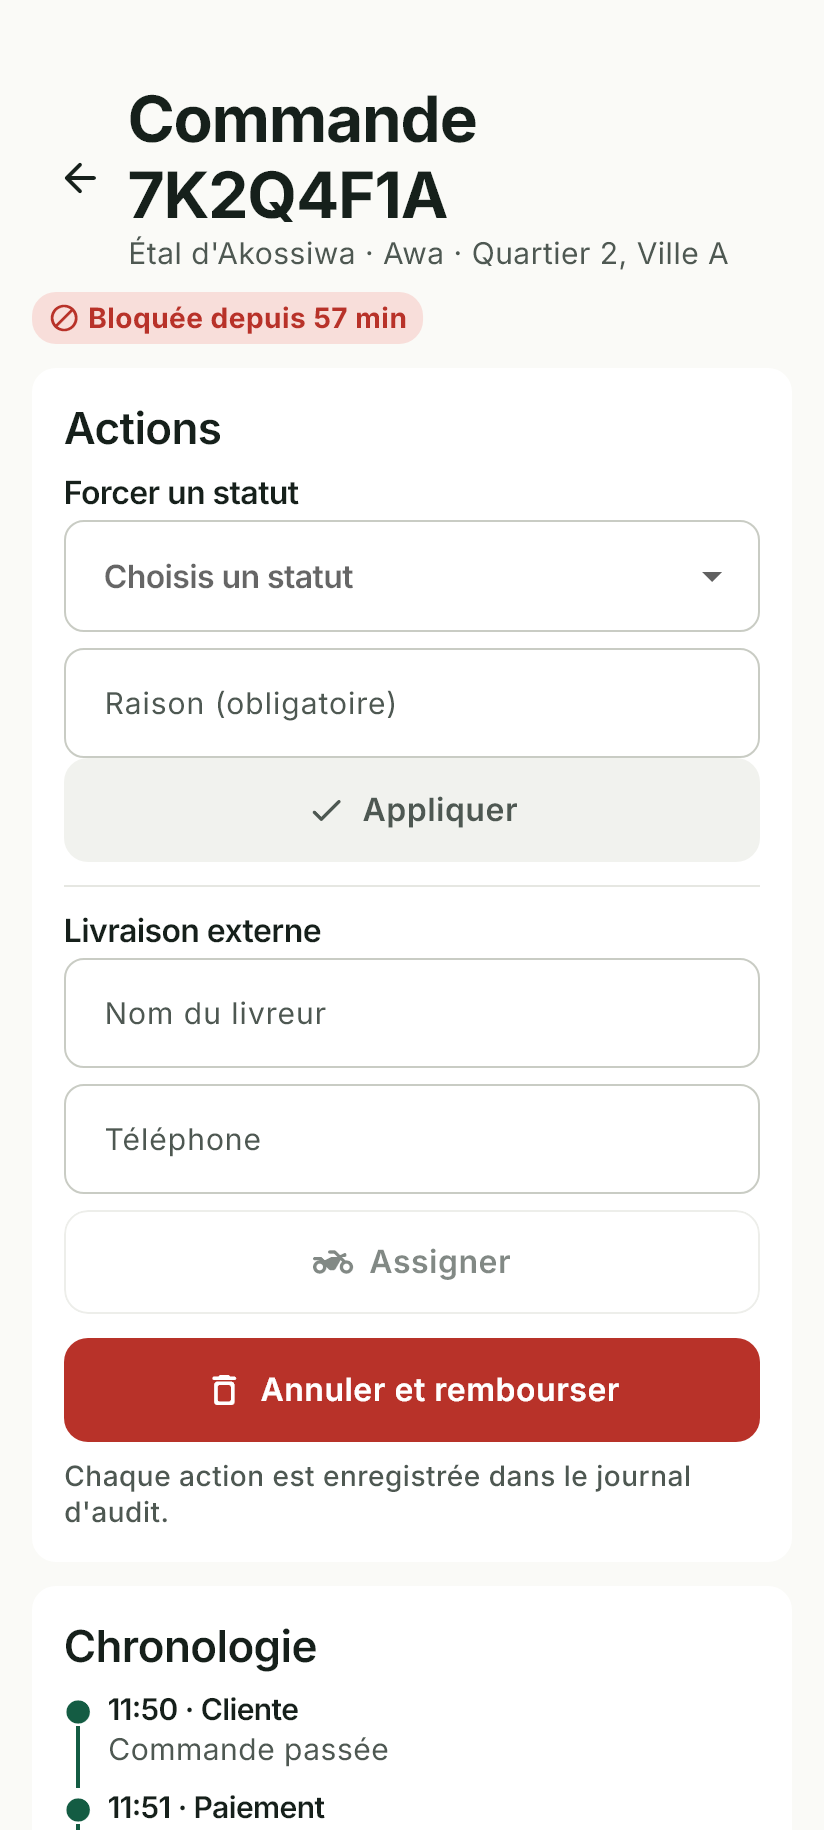 Commande
7K2Q4F1A
Étal d'Akossiwa · Awa · Quartier 2, Ville A
Bloquée depuis 57 min
Actions
Forcer un statut
Choisis un statut
Raison (obligatoire)
Appliquer
Livraison externe
Nom du livreur
Téléphone
Assigner
Annuler et rembourser
Chaque action est enregistrée dans le journal
d'audit.
Chronologie
11:50 · Cliente
Commande passée
11:51 · Paiement